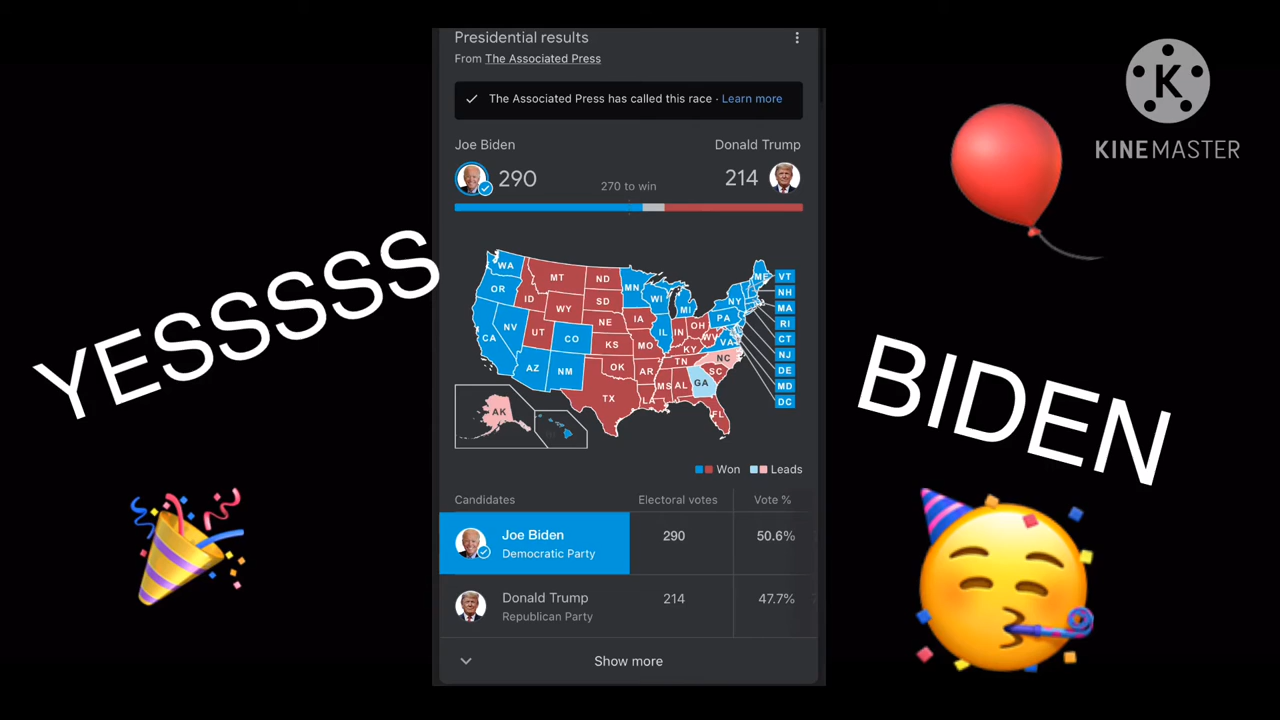 Presidential results
From The Associated Press
The Associated Press has called this race · Learn more
Joe Biden
Donald Trump
290
270 to win
214
WA
OR
CA
NV
ID
MT
WY
UT
AZ
CO
NM
ND
SD
NE
KS
OK
TX
MN
IA
MO
AR
LA
WI
IL
MS
MI
IN
KY
TN
AL
OH
WV
VA
NC
SC
GA
FL
PA
NY
ME
VT
NH
MA
RI
CT
NJ
DE
MD
DC
AK
Won
Leads
Candidates
Electoral votes
Vote %
Joe Biden
Democratic Party
290
50.6%
Donald Trump
Republican Party
214
47.7%
Show more
YESSSSS
BIDEN
K
KINEMASTER